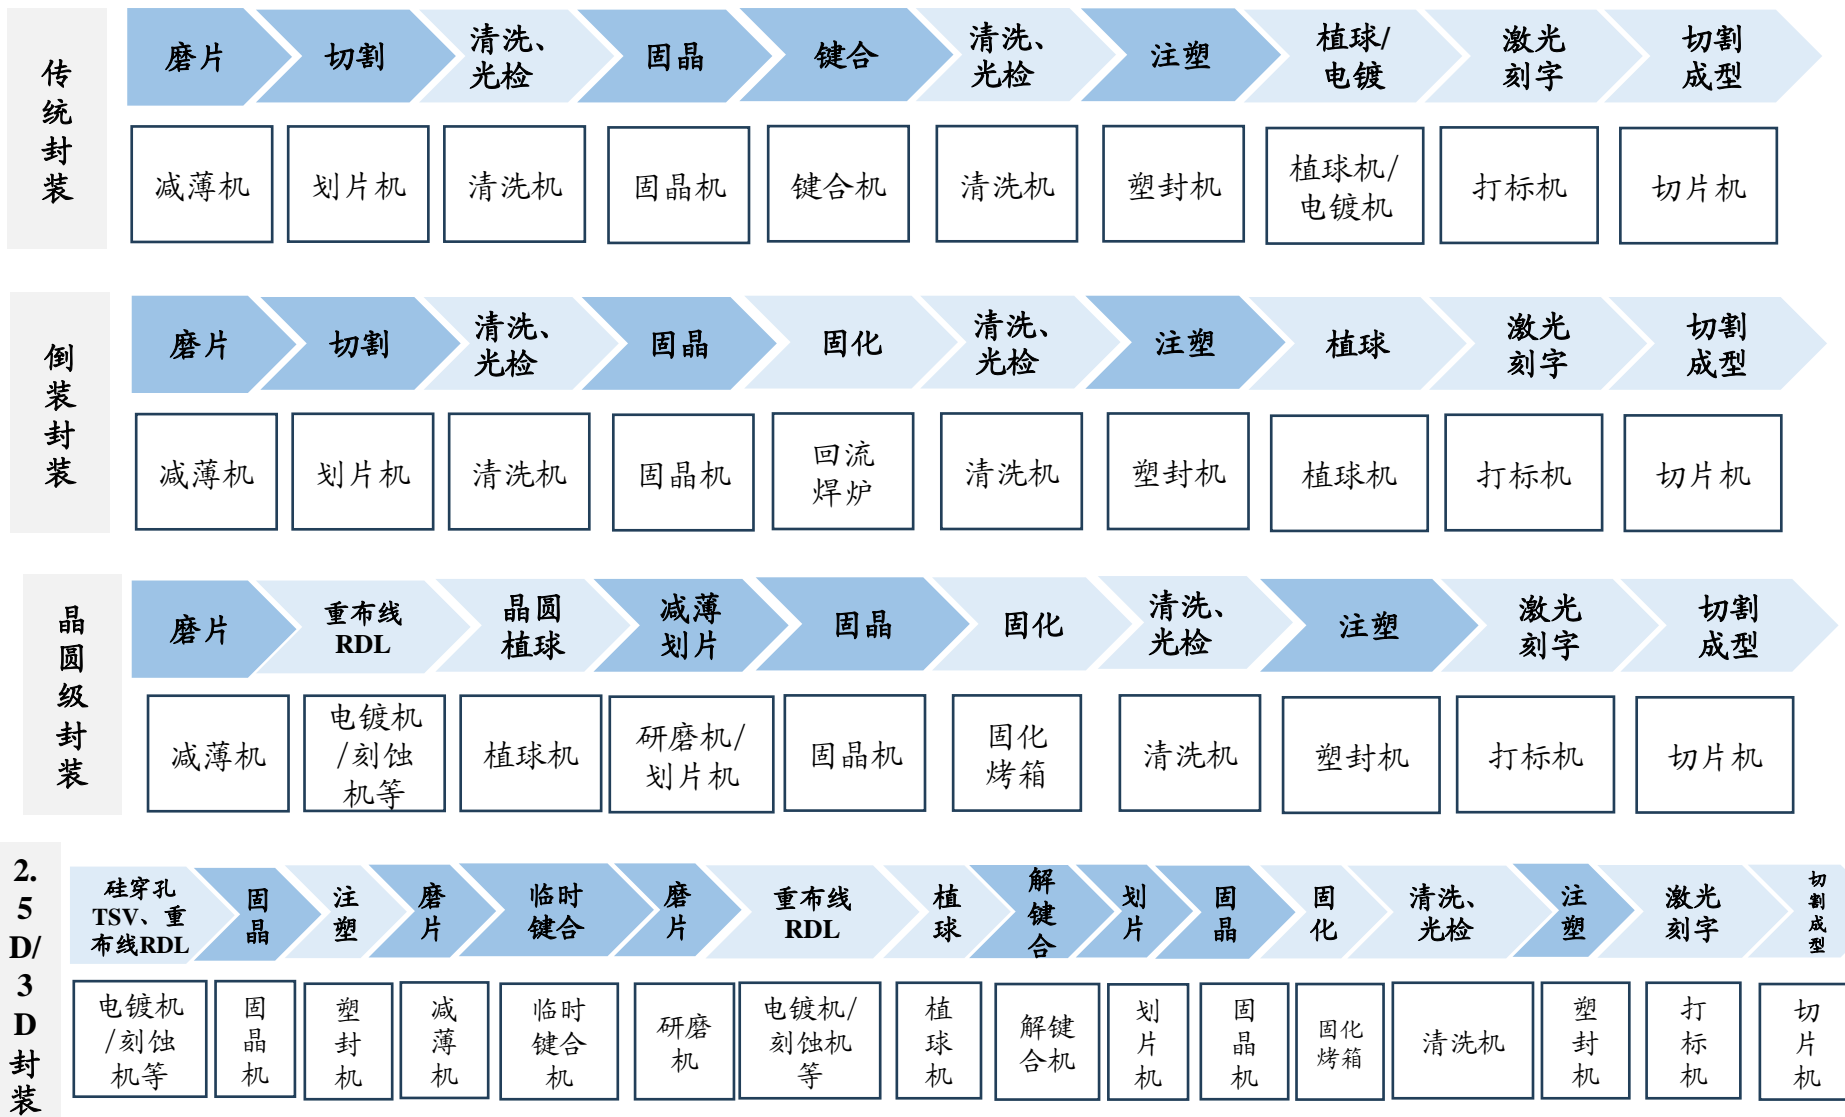 传
统
封
装
磨片
切割
清洗、
光检
固晶
键合
清洗、
光检
注塑
植球/
电镀
激光
刻字
切割
成型
减薄机
划片机
清洗机
固晶机
键合机
清洗机
塑封机
植球机/
电镀机
打标机
切片机
倒
装
封
装
磨片
切割
清洗、
光检
固晶
固化
清洗、
光检
注塑
植球
激光
刻字
切割
成型
减薄机
划片机
清洗机
固晶机
回流
焊炉
清洗机
塑封机
植球机
打标机
切片机
晶
圆
级
封
装
磨片
重布线
RDL
晶圆
植球
减薄
划片
固晶
固化
清洗、
光检
注塑
激光
刻字
切割
成型
减薄机
电镀机
/刻蚀
机等
植球机
研磨机/
划片机
固晶机
固化
烤箱
清洗机
塑封机
打标机
切片机
2.
5
D/
3
D
封
装
硅穿孔
TSV、重
布线RDL
固
晶
注
塑
磨
片
临时
键合
磨
片
重布线
RDL
植
球
解
键
合
划
片
固
晶
固
化
清洗、
光检
注
塑
激光
刻字
切
割
成
型
电镀机
/刻蚀
机等
固
晶
机
塑
封
机
减
薄
机
临时
键合
机
研磨
机
电镀机/
刻蚀机
等
植
球
机
解键
合机
划
片
机
固
晶
机
固化
烤箱
清洗机
塑
封
机
打
标
机
切
片
机